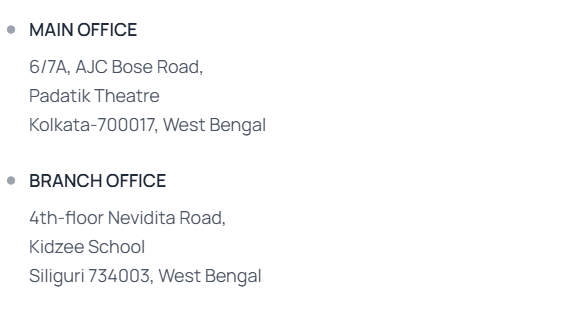 MAIN OFFICE
6/7A, AJC Bose Road,
Padatik Theatre
Kolkata-700017, West Bengal
BRANCH OFFICE
4th-floor Nevidita Road,
Kidzee School
Siliguri 734003, West Bengal